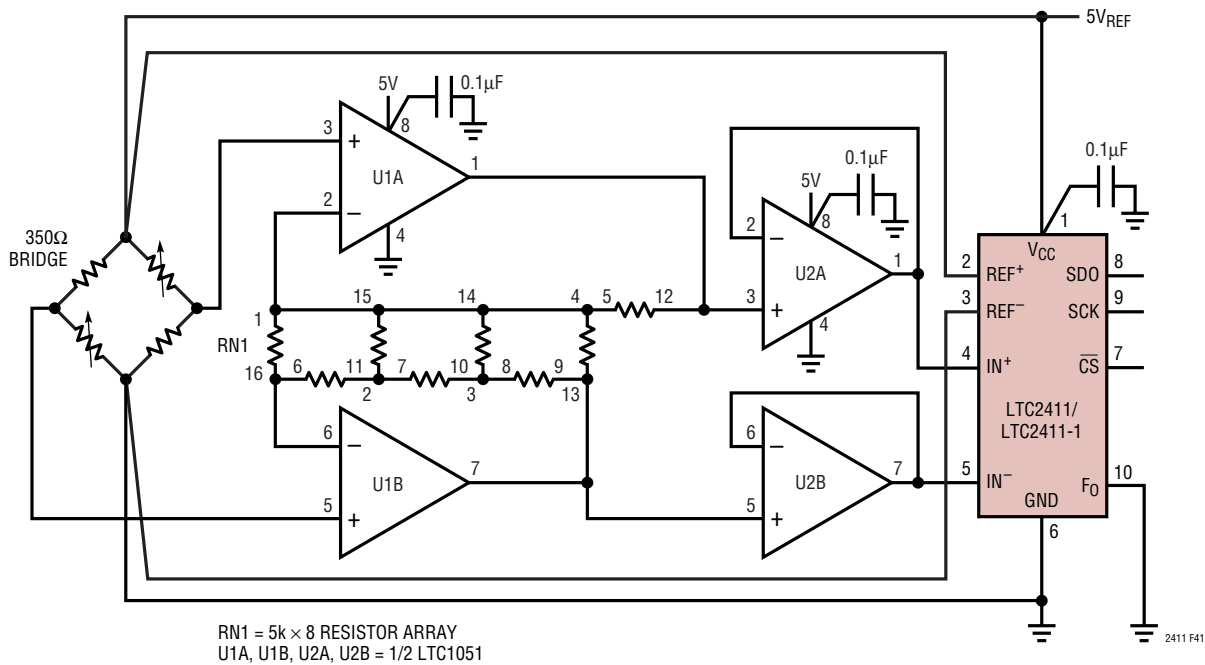 5VREF
5V
0.1µF
3
+
8
U1A
1
2
–
4
350Ω
BRIDGE
0.1µF
5V
8
2
–
U2A
1
3
+
4
0.1µF
1
VCC
2
REF+
SDO
8
3
REF–
SCK
9
4
IN+
CS
7
LTC2411/
LTC2411-1
5
IN–
FO
10
GND
6
15
14
4
5
12
1
RN1
16
6
11
7
10
8
9
2
3
13
6
–
U1B
7
5
+
6
–
U2B
7
5
+
RN1 = 5k × 8 RESISTOR ARRAY
U1A, U1B, U2A, U2B = 1/2 LTC1051
2411 F41